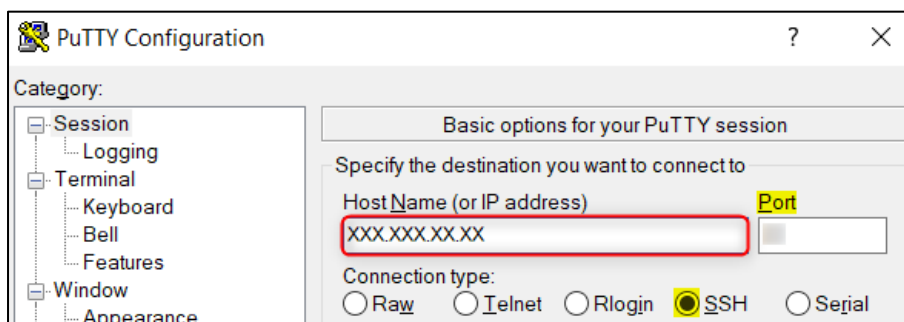 PuTTY Configuration ?
Category:
Session
Logging
Terminal
Keyboard
Bell
Features
Window
Appearance
Basic options for your PuTTY session
Specify the destination you want to connect to
Host Name (or IP address) Port
XXX.XXX.XX.XX
Connection type:
Raw Telnet Rlogin SSH Serial